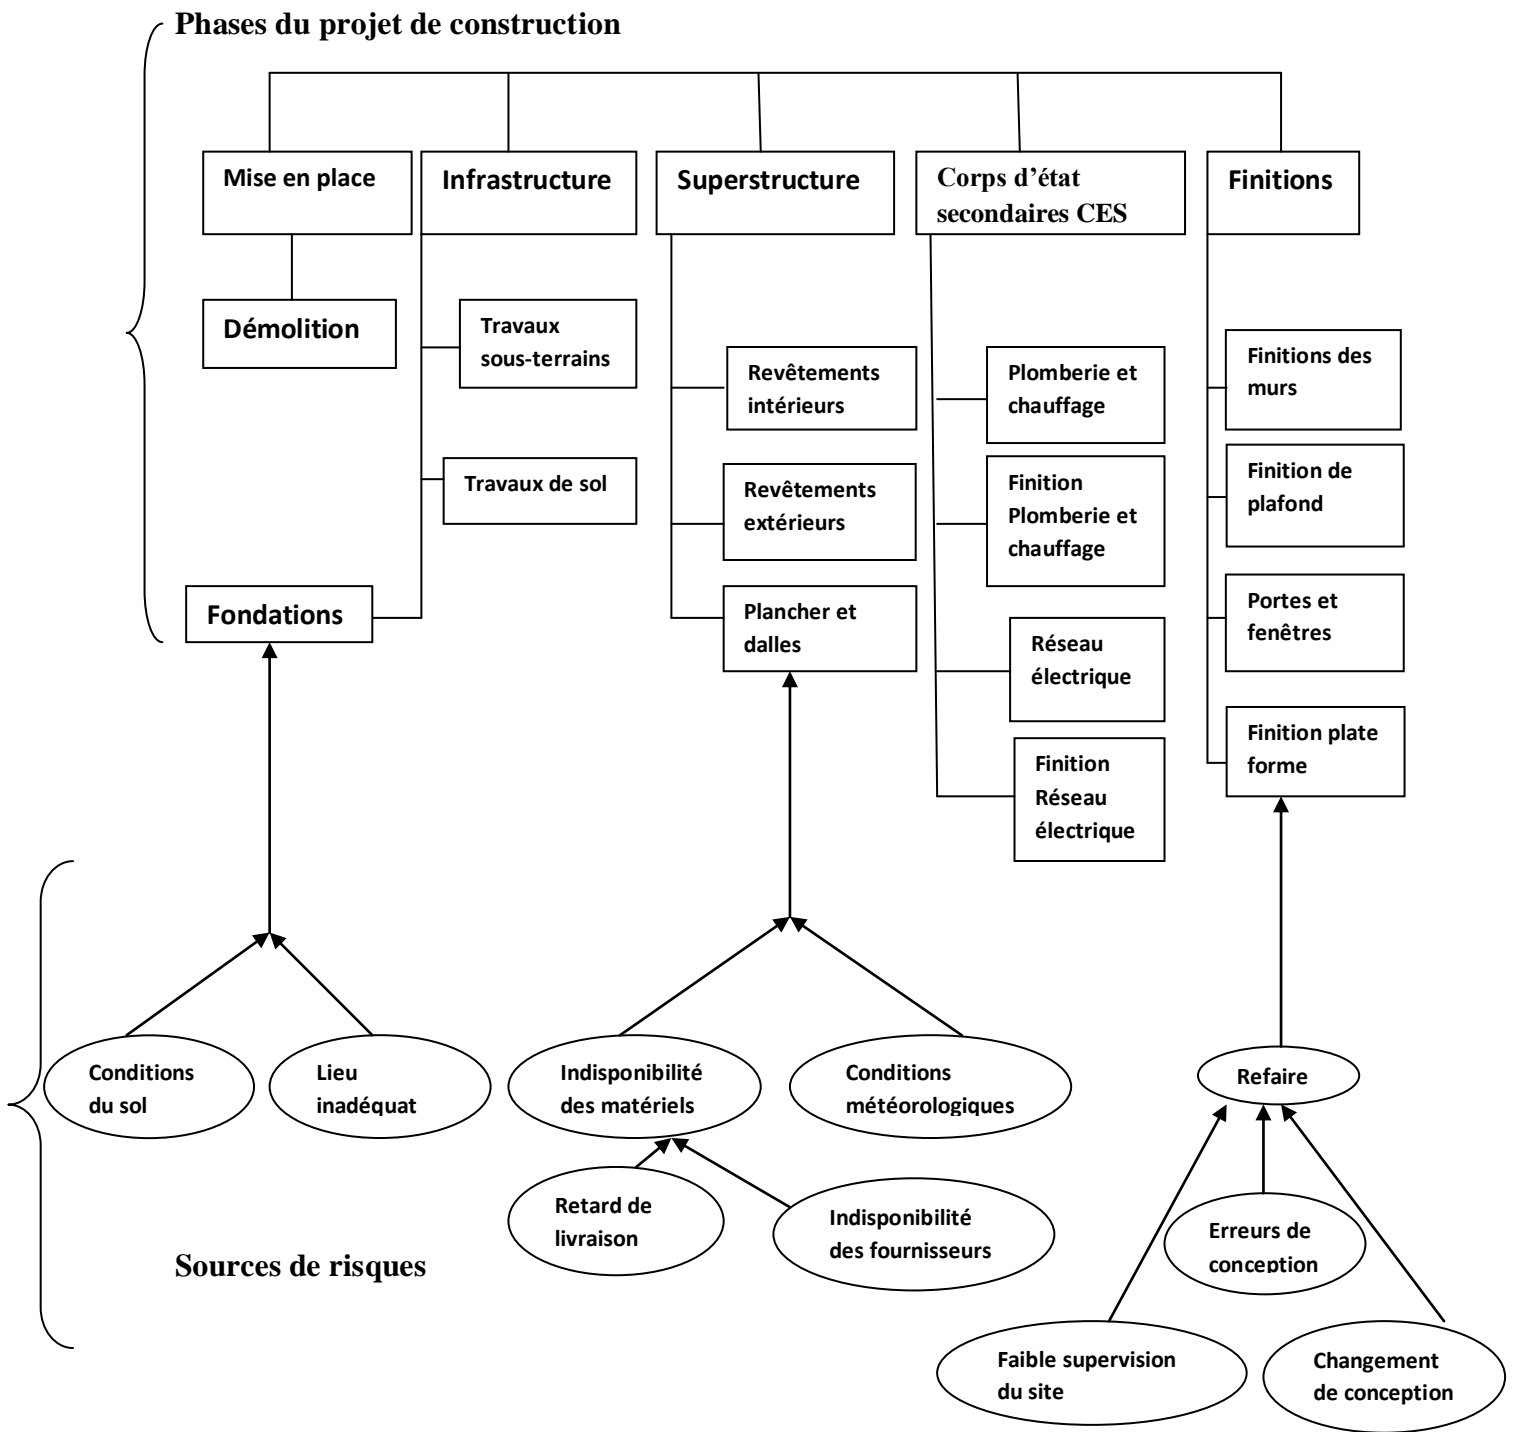 Phases du projet de construction
Mise en place
Infrastructure
Superstructure
Corps d’état
secondaires CES
Finitions
Démolition
Travaux
sous-terrains
Travaux de sol
Fondations
Revêtements
intérieurs
Revêtements
extérieurs
Plancher et
dalles
Plomberie et
chauffage
Finition
Plomberie et
chauffage
Réseau
électrique
Finition
Réseau
électrique
Finitions des
murs
Finition de
plafond
Portes et
fenêtres
Finition plate
forme
Conditions
du sol
Lieu
inadéquat
Indisponibilité
des matériels
Conditions
météorologiques
Refaire
Retard de
livraison
Indisponibilité
des fournisseurs
Erreurs de
conception
Sources de risques
Faible supervision
du site
Changement
de conception